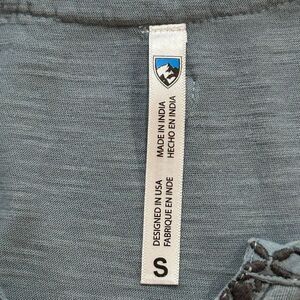 MADE IN INDIA
HECHO EN INDIA
DESIGNED IN USA
FABRIQUE EN INDE
S